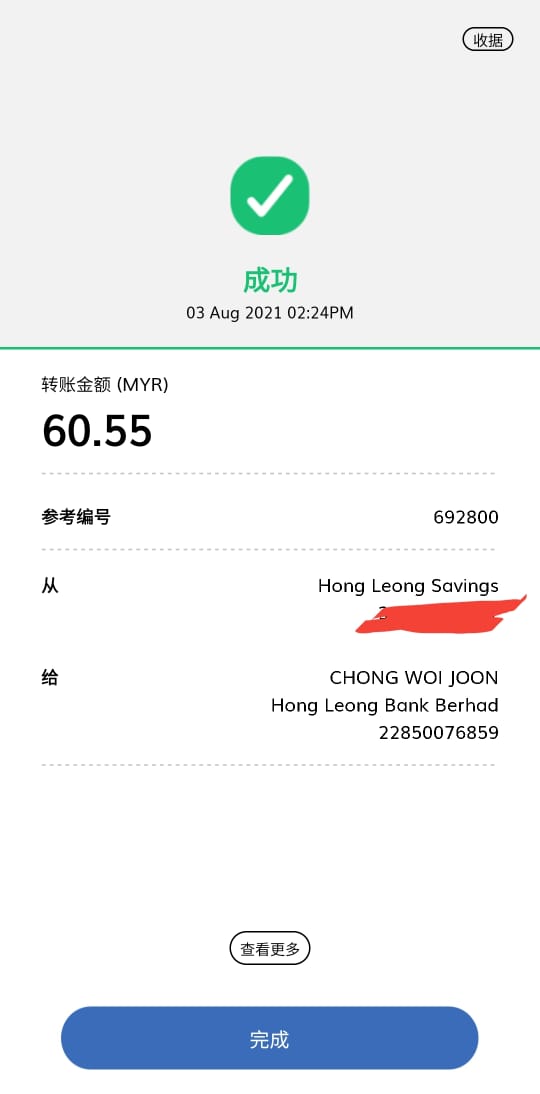 收据
成功
03 Aug 2021 02:24PM
转账金额 (MYR)
60.55
参考编号 692800
从 Hong Leong Savings
给 CHONG WOI JOON
Hong Leong Bank Berhad
22850076859
查看更多
完成